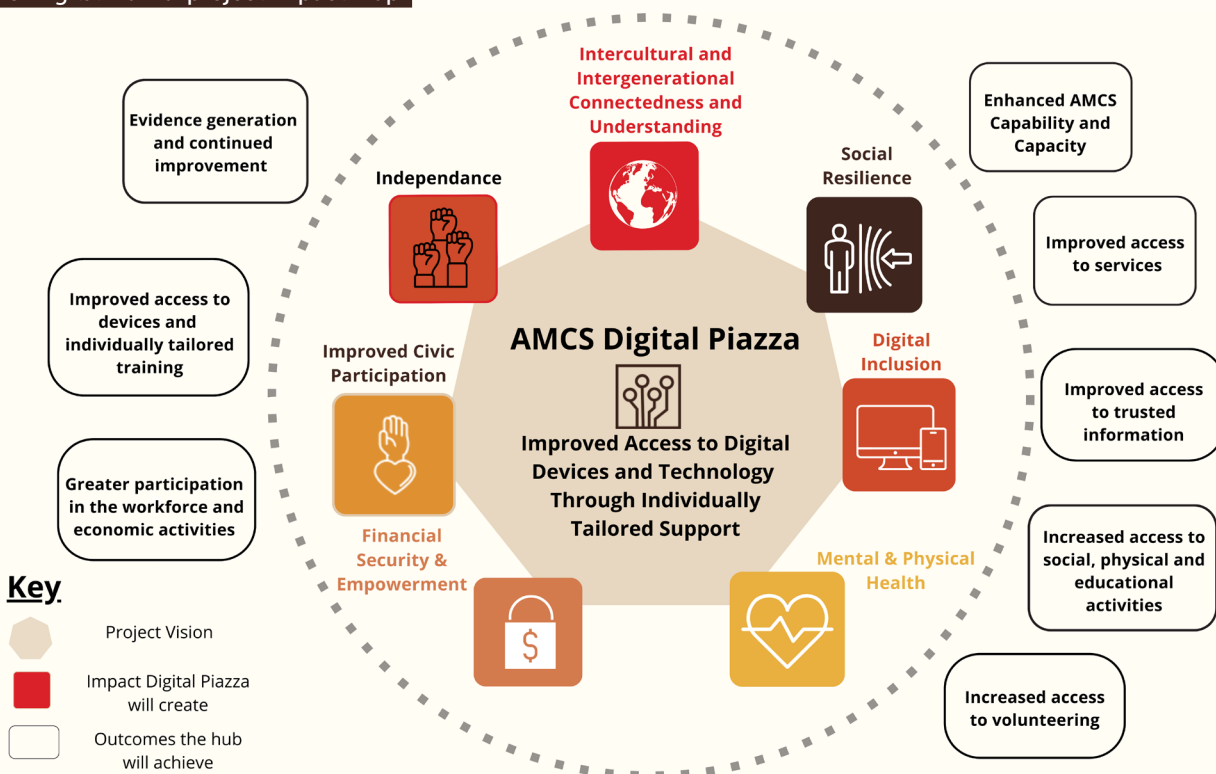 Intercultural and
Intergenerational
Connectedness and
Understanding
Evidence generation
and continued
improvement
Enhanced AMCS
Capability and
Capacity
Independance
Social
Resilience
Improved access
to services
Improved access to
devices and
individually tailored
training
AMCS Digital Piazza
Improved Civic
Participation
Digital
Inclusion
Improved access
to trusted
information
Improved Access to Digital
Devices and Technology
Through Individually
Tailored Support
Greater participation
in the workforce and
economic activities
Financial
Security &
Empowerment
$
Mental & Physical
Health
Increased access to
social, physical and
educational
activities
Increased access
to volunteering
Key
Project Vision
Impact Digital Piazza
will create
Outcomes the hub
will achieve